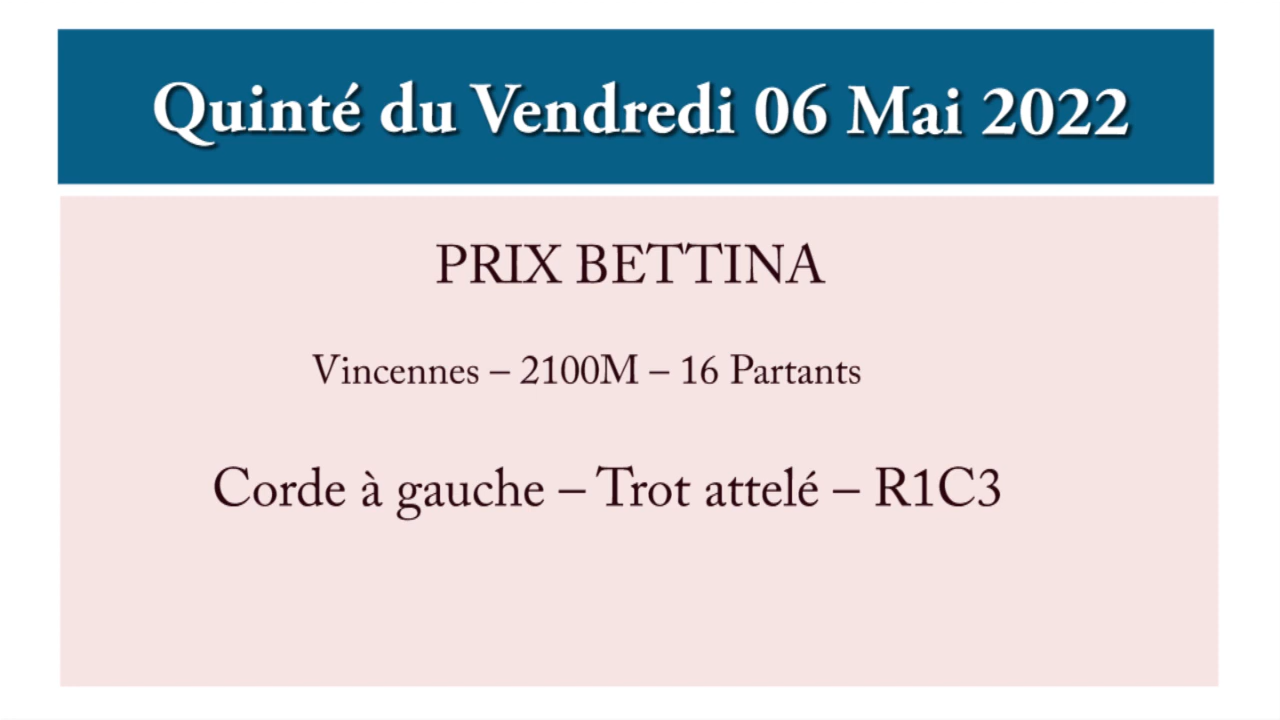 Quinté du Vendredi 06 Mai 2022
PRIX BETTINA
Vincennes – 2100M – 16 Partants
Corde à gauche – Trot attelé – R1C3